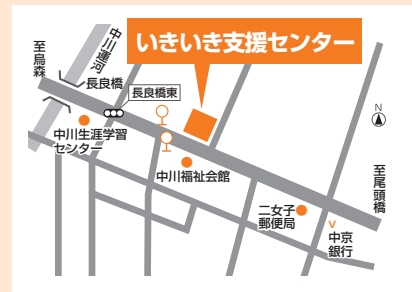 いきいき支援センター
至烏森
中川運河
長良橋
長良橋東
N
中川生涯学習
センター
中川福祉会館
至尾頭橋
二女子
郵便局
中京
銀行